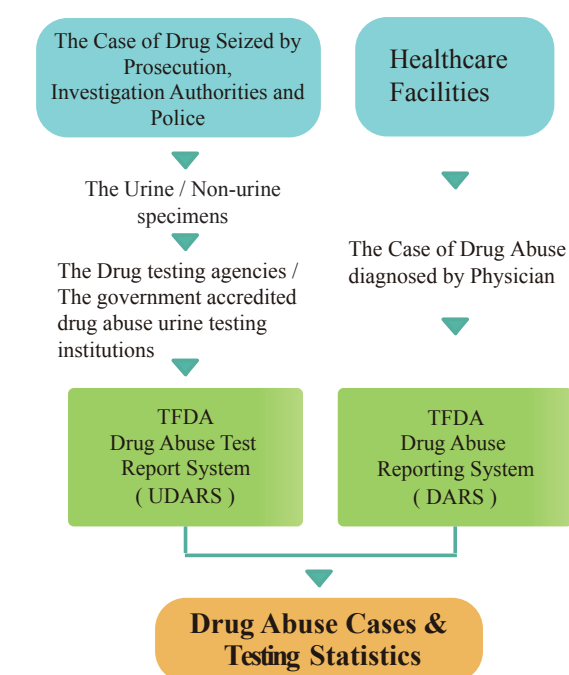 The Case of Drug Seized by
Prosecution,
Investigation Authorities and
Police
The Urine / Non-urine
specimens
The Drug testing agencies /
The government accredited
drug abuse urine testing
institutions
TFDA
Drug Abuse Test
Report System
( UDARS )
Healthcare
Facilities
The Case of Drug Abuse
diagnosed by Physician
TFDA
Drug Abuse
Reporting System
( DARS )
Drug Abuse Cases &
Testing Statistics